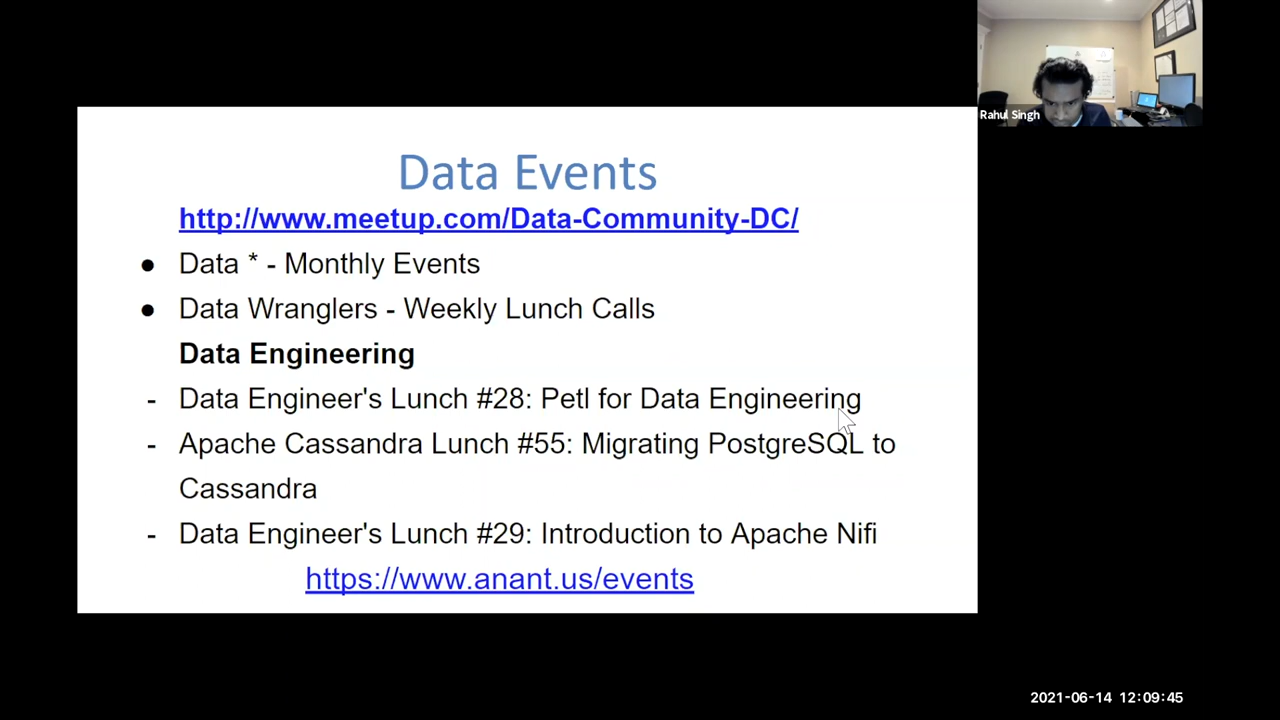 Rahul Singh
Data Events
http://www.meetup.com/Data-Community-DC/
● Data * - Monthly Events
● Data Wranglers - Weekly Lunch Calls
Data Engineering
- Data Engineer's Lunch #28: Petl for Data Engineering
- Apache Cassandra Lunch #55: Migrating PostgreSQL to
Cassandra
- Data Engineer's Lunch #29: Introduction to Apache Nifi
https://www.anant.us/events
2021-06-14 12:09:45